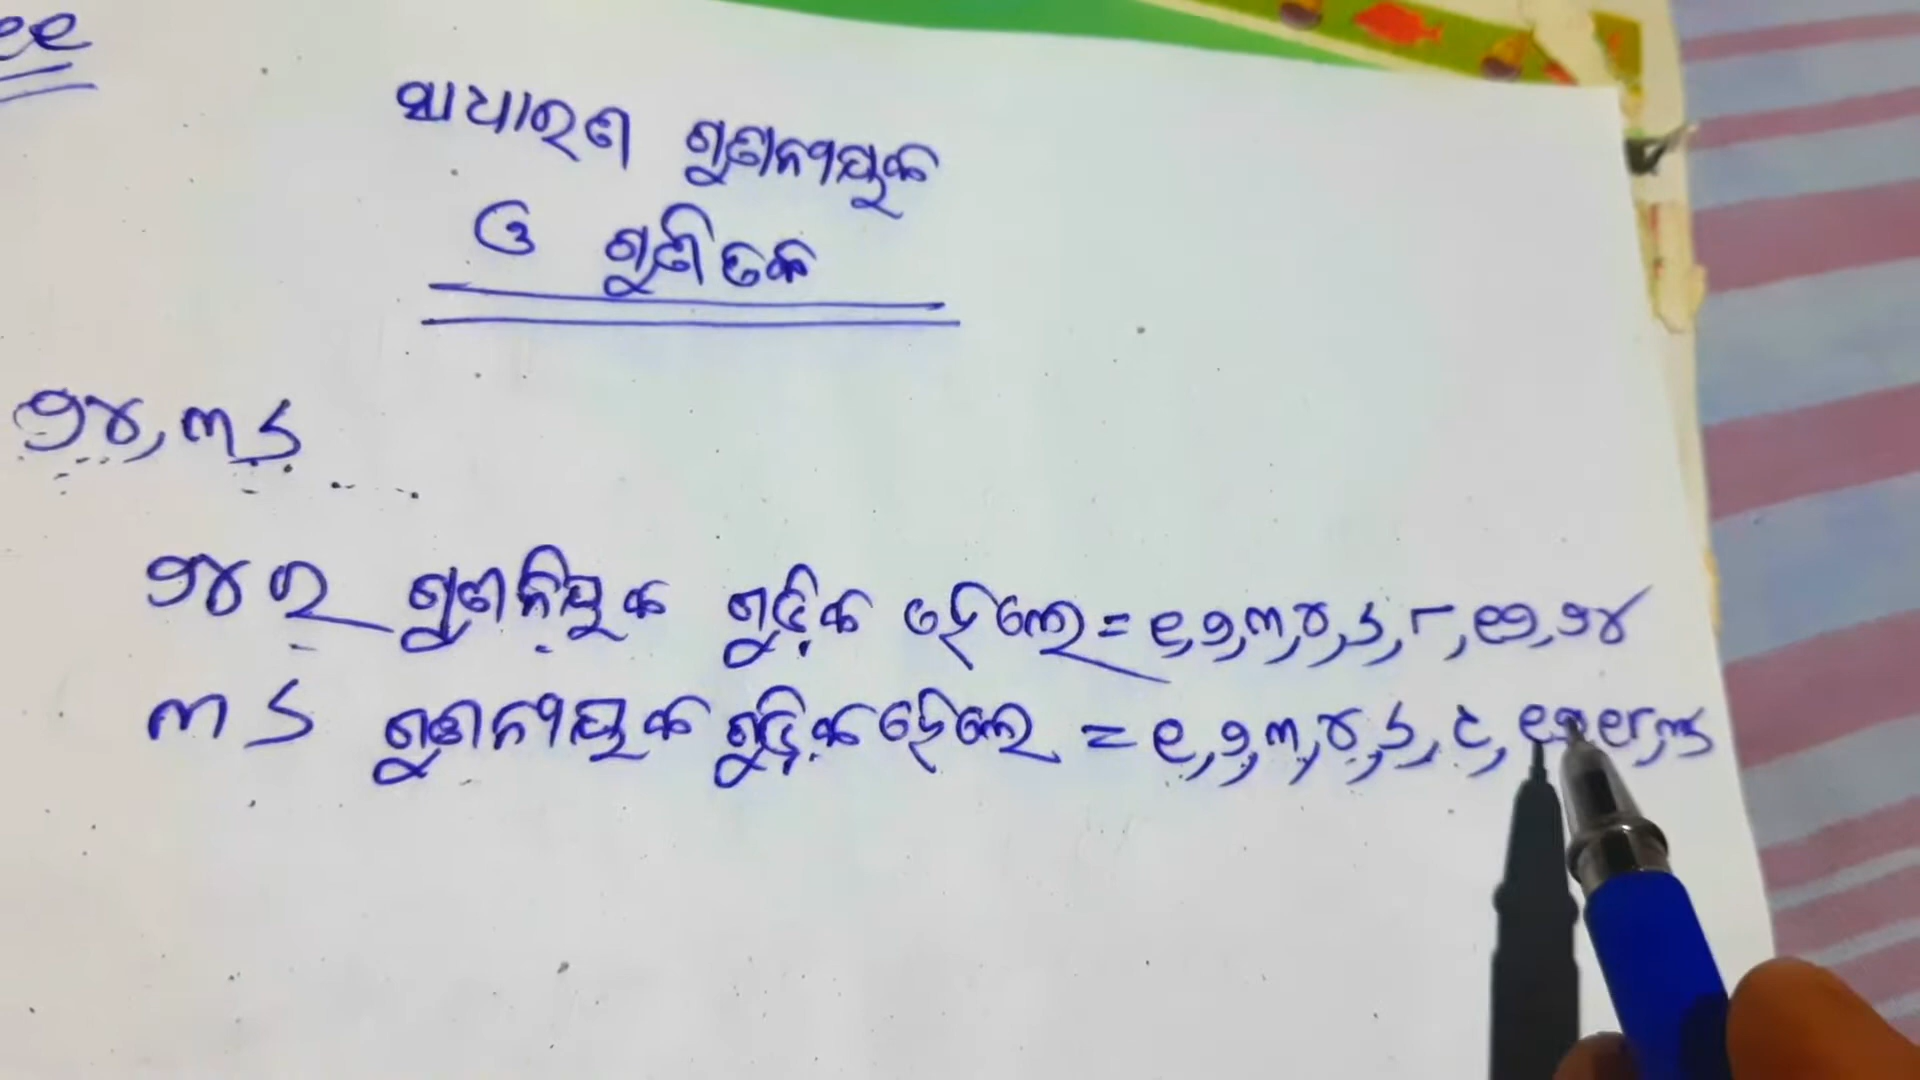 ୧୧
ସାଧାରଣ ଗୁଣନୀୟକ
ଓ ଗୁଣିତକ
୨୪, ୩୬
୨୪ ର ଗୁଣନିୟକ ଗୁଡ଼ିକ ହେଲେ = ୧,୨,୩,୪,୬,୮,୧୨,୨୪
୩୬ ଗୁଣନୀୟକ ଗୁଡ଼ିକ ହେଲେ = ୧,୨,୩,୪,୬,୯,୧୨,୧୮,୩୬